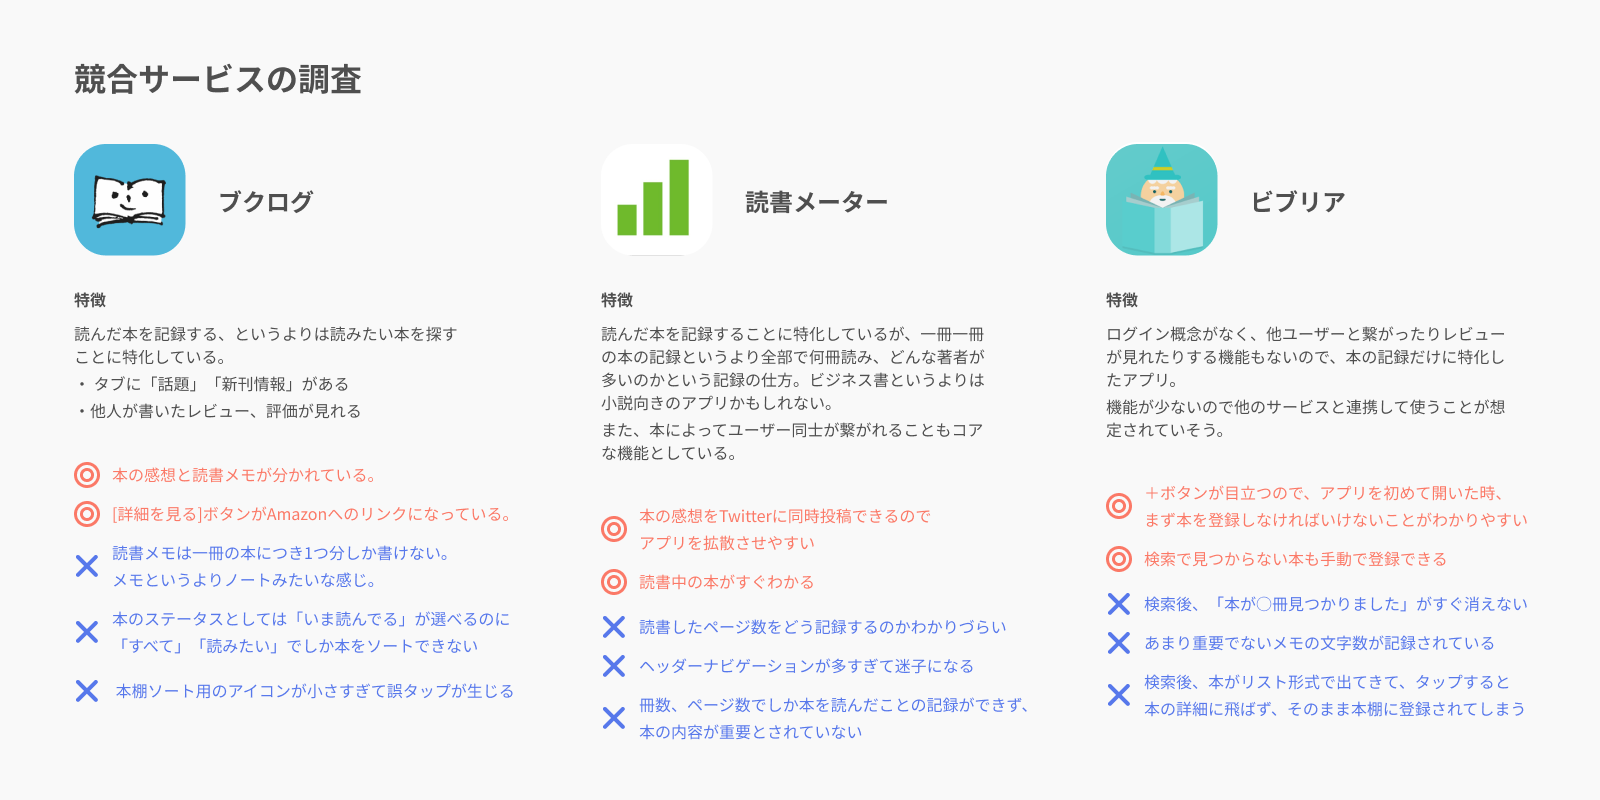 競合サービスの調査
ブクログ
特徴
読んだ本を記録する、というよりは読みたい本を探す
ことに特化している。
・ タブに「話題」「新刊情報」がある
・他人が書いたレビュー、評価が見れる
◎ 本の感想と読書メモが分かれている。
◎ [詳細を見る]ボタンがAmazonへのリンクになっている。
× 読書メモは一冊の本につき1つ分しか書けない。
メモというよりノートみたいな感じ。
× 本のステータスとしては「いま読んでる」が選べるのに
「すべて」「読みたい」でしか本をソートできない
× 本棚ソート用のアイコンが小さすぎて誤タップが生じる
読書メーター
特徴
読んだ本を記録することに特化しているが、一冊一冊
の本の記録というより全部で何冊読み、どんな著者が
多いのかという記録の仕方。ビジネス書というよりは
小説向きのアプリかもしれない。
また、本によってユーザー同士が繋がれることもコア
な機能としている。
◎ 本の感想をTwitterに同時投稿できるので
アプリを拡散させやすい
◎ 読書中の本がすぐわかる
× 読書したページ数をどう記録するのかわかりづらい
× ヘッダーナビゲーションが多すぎて迷子になる
× 冊数、ページ数でしか本を読んだことの記録ができず、
本の内容が重要とされていない
ビブリア
特徴
ログイン概念がなく、他ユーザーと繋がったりレビュー
が見れたりする機能もないので、本の記録だけに特化し
たアプリ。
機能が少ないので他のサービスと連携して使うことが想
定されていそう。
◎ ＋ボタンが目立つので、アプリを初めて開いた時、
まず本を登録しなければいけないことがわかりやすい
◎ 検索で見つからない本も手動で登録できる
× 検索後、「本が◯冊見つかりました」がすぐ消えない
× あまり重要でないメモの文字数が記録されている
× 検索後、本がリスト形式で出てきて、タップすると
本の詳細に飛ばず、そのまま本棚に登録されてしまう